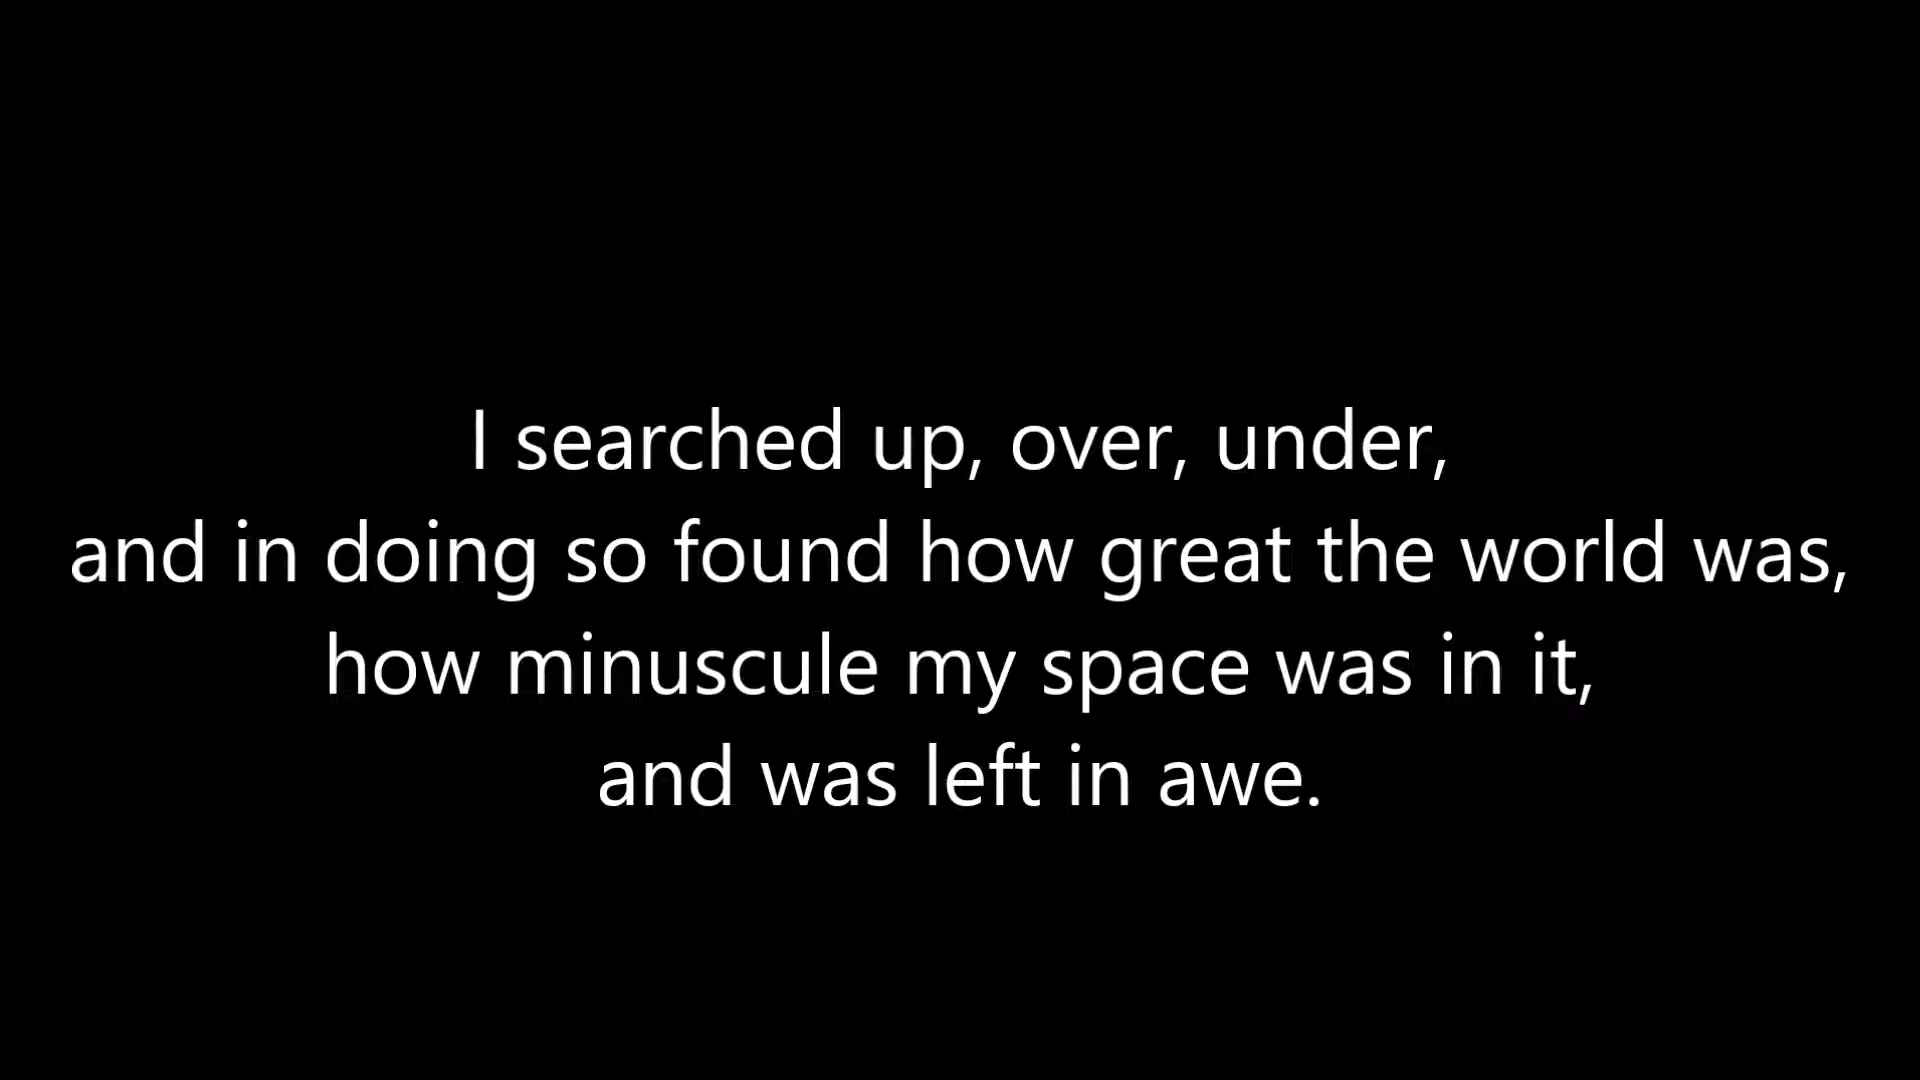 I searched up, over, under,
and in doing so found how great the world was,
how minuscule my space was in it,
and was left in awe.